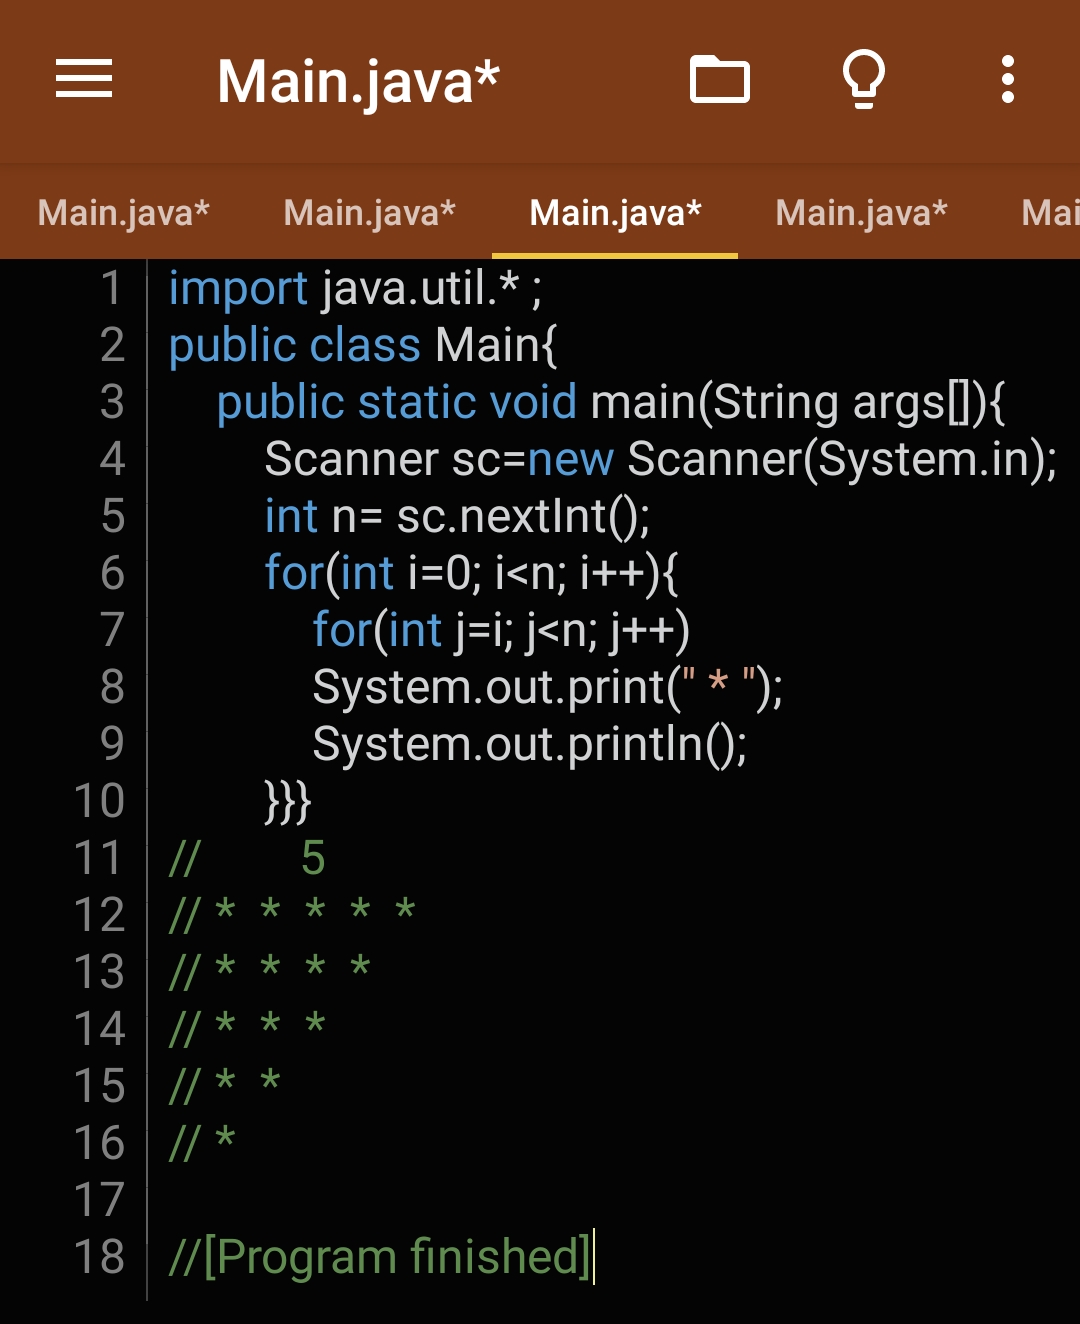 Main.java*
Main.java* Main.java* Main.java* Main.java* Mai
1 import java.util.* ;
2 public class Main{
3 public static void main(String args[]){
4 Scanner sc=new Scanner(System.in);
5 int n= sc.nextInt();
6 for(int i=0; i<n; i++){
7 for(int j=i; j<n; j++)
8 System.out.print(" * ");
9 System.out.println();
10 }}}
11 // 5
12 // * * * * *
13 // * * * *
14 // * * *
15 // * *
16 // *
17
18 //[Program finished]